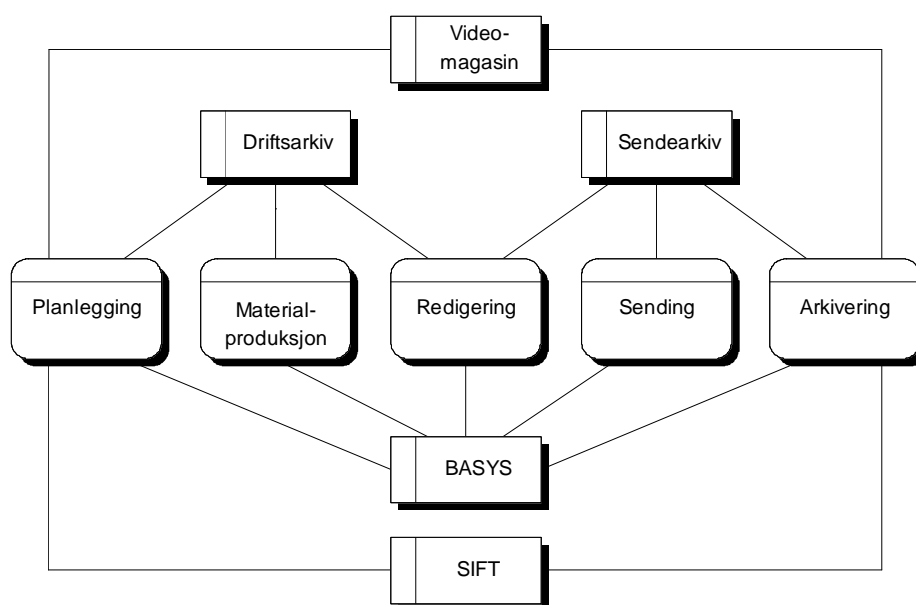 Video-
magasin
Driftsarkiv
Sendearkiv
Planlegging
Material-
produksjon
Redigering
Sending
Arkivering
BASYS
SIFT